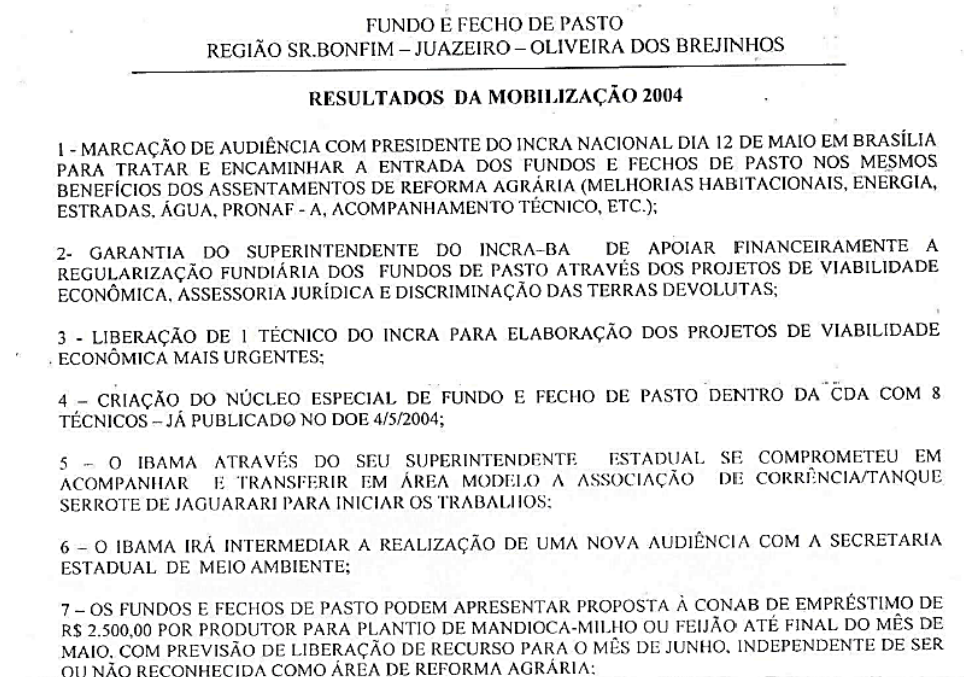 FUNDO E FECHO DE PASTO
REGIÃO SR.BONFIM – JUAZEIRO – OLIVEIRA DOS BREJINHOS
RESULTADOS DA MOBILIZAÇÃO 2004
1 - MARCAÇÃO DE AUDIÊNCIA COM PRESIDENTE DO INCRA NACIONAL DIA 12 DE MAIO EM BRASÍLIA
PARA TRATAR E ENCAMINHAR A ENTRADA DOS FUNDOS E FECHOS DE PASTO NOS MESMOS
BENEFÍCIOS DOS ASSENTAMENTOS DE REFORMA AGRÁRIA (MELHORIAS HABITACIONAIS, ENERGIA,
ESTRADAS, ÁGUA, PRONAF - A, ACOMPANHAMENTO TÉCNICO, ETC.);
2- GARANTIA DO SUPERINTENDENTE DO INCRA–BA DE APOIAR FINANCEIRAMENTE A
REGULARIZAÇÃO FUNDIÁRIA DOS FUNDOS DE PASTO ATRAVÉS DOS PROJETOS DE VIABILIDADE
ECONÔMICA, ASSESSORIA JURÍDICA E DISCRIMINAÇÃO DAS TERRAS DEVOLUTAS;
3 - LIBERAÇÃO DE 1 TÉCNICO DO INCRA PARA ELABORAÇÃO DOS PROJETOS DE VIABILIDADE
ECONÔMICA MAIS URGENTES;
4 – CRIAÇÃO DO NÚCLEO ESPECIAL DE FUNDO E FECHO DE PASTO DENTRO DA CDA COM 8
TÉCNICOS – JÁ PUBLICADO NO DOE 4/5/2004;
5 – O IBAMA ATRAVÉS DO SEU SUPERINTENDENTE ESTADUAL SE COMPROMETEU EM
ACOMPANHAR E TRANSFERIR EM ÁREA MODELO A ASSOCIAÇÃO DE CORRÊNCIA/TANQUE
SERROTE DE JAGUARARI PARA INICIAR OS TRABALHOS;
6 – O IBAMA IRÁ INTERMEDIAR A REALIZAÇÃO DE UMA NOVA AUDIÊNCIA COM A SECRETARIA
ESTADUAL DE MEIO AMBIENTE;
7 – OS FUNDOS E FECHOS DE PASTO PODEM APRESENTAR PROPOSTA À CONAB DE EMPRÉSTIMO DE
R$ 2.500,00 POR PRODUTOR PARA PLANTIO DE MANDIOCA-MILHO OU FEIJÃO ATÉ FINAL DO MÊS DE
MAIO, COM PREVISÃO DE LIBERAÇÃO DE RECURSO PARA O MÊS DE JUNHO, INDEPENDENTE DE SER
OU NÃO RECONHECIDA COMO ÁREA DE REFORMA AGRÁRIA;